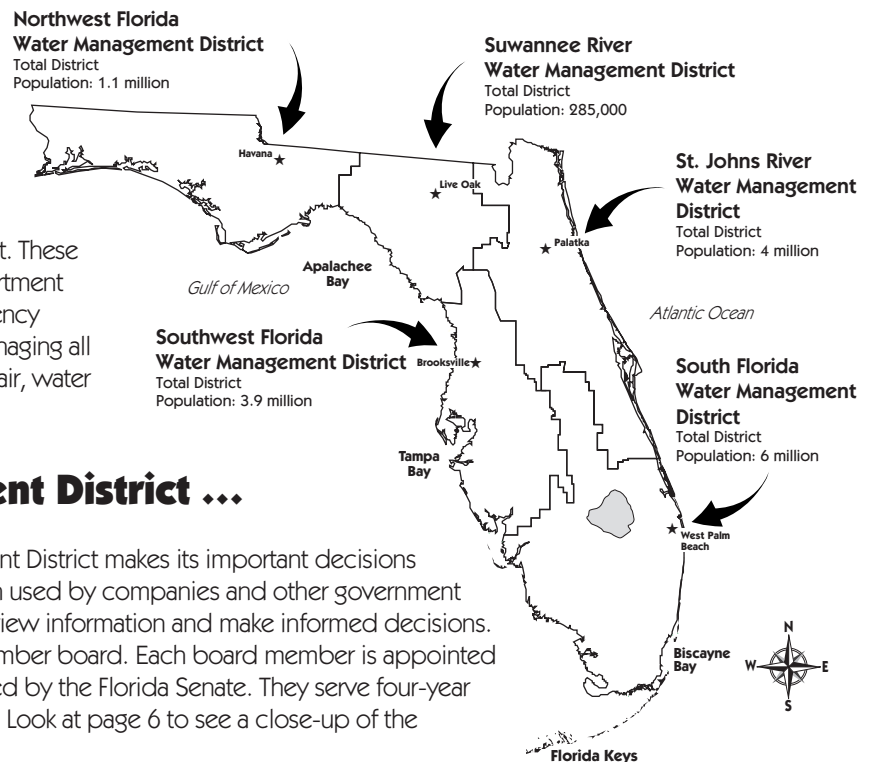 Northwest Florida
Water Management District
Total District
Population: 1.1 million
Suwannee River
Water Management District
Total District
Population: 285,000
St. Johns River
Water Management
District
Total District
Population: 4 million
Havana
Live Oak
Palatka
t. These
rtment
ency
naging all
air, water
Apalachee
Bay
Gulf of Mexico
Atlantic Ocean
Southwest Florida
Water Management District
Total District
Population: 3.9 million
Brooksville
South Florida
Water Management
District
Total District
Population: 6 million
Tampa
Bay
West Palm
Beach
ent District ...
nt District makes its important decisions
n used by companies and other government
view information and make informed decisions.
mber board. Each board member is appointed
ed by the Florida Senate. They serve four-year
Look at page 6 to see a close-up of the
Biscayne
Bay
N
W E
S
Florida Keys